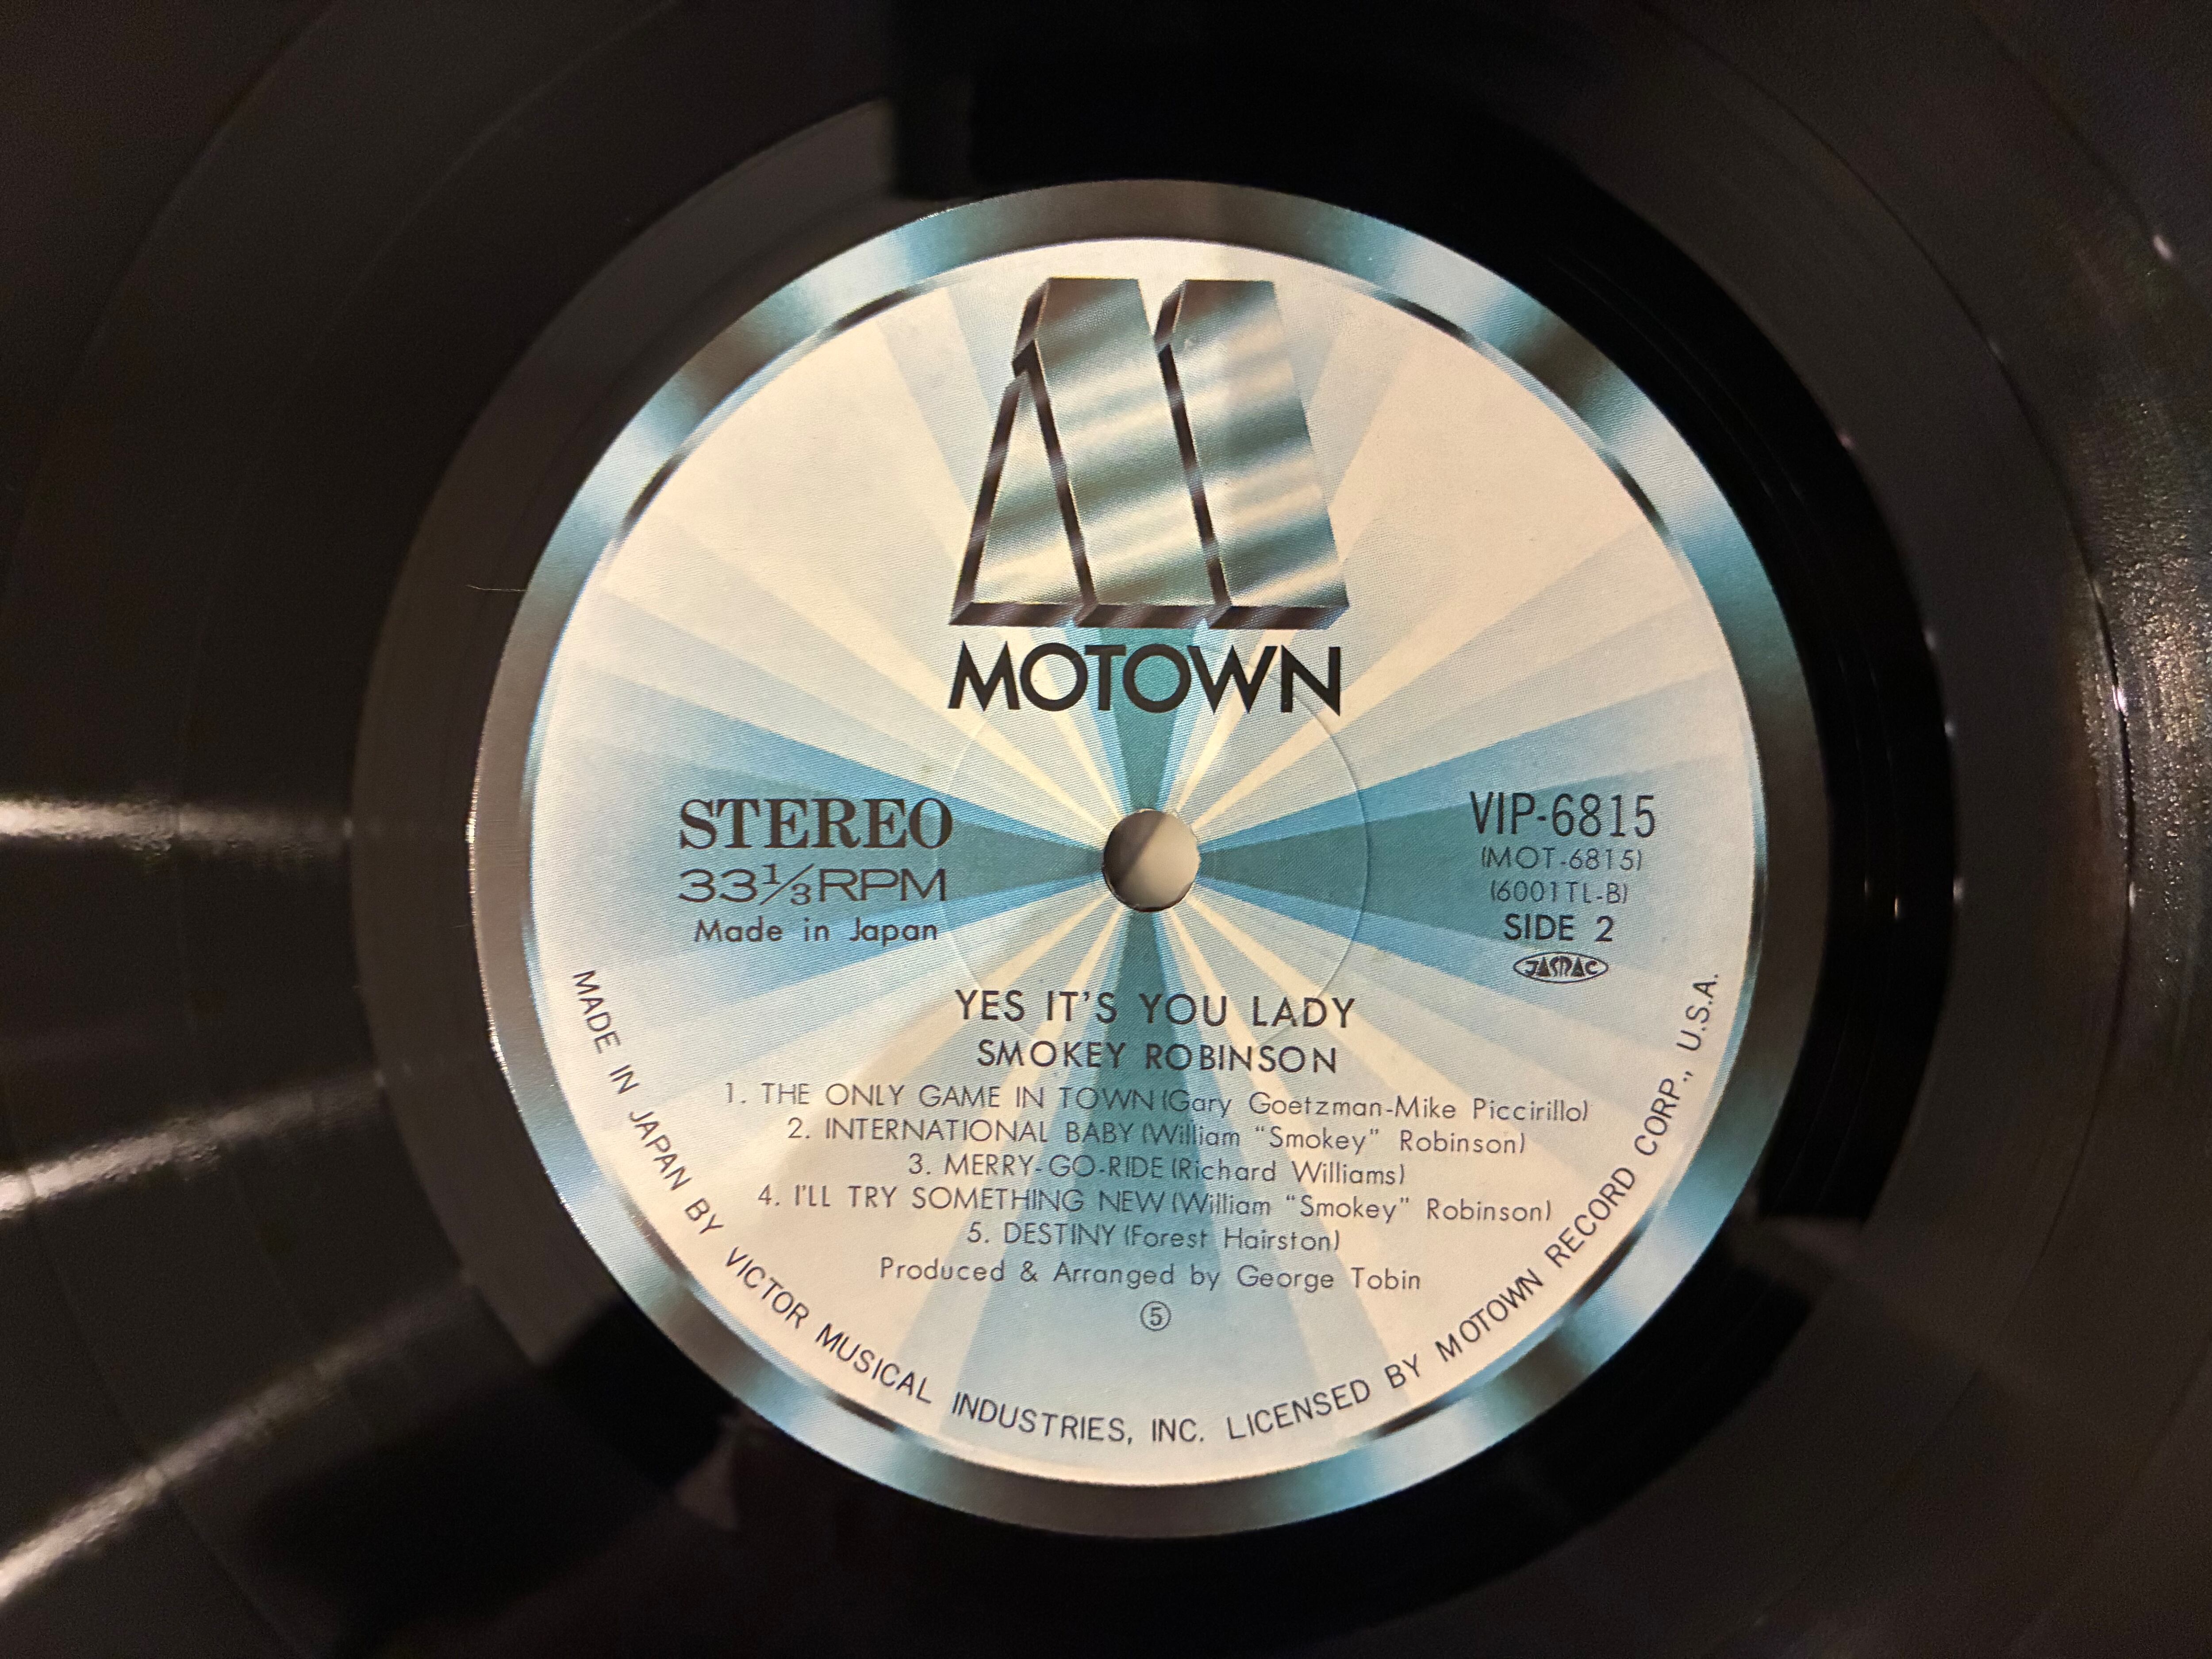 MOTOWN
STEREO
33⅓RPM
Made in Japan
VIP-6815
(MOT-6815)
(6001TL-B)
SIDE 2
JASRAC
YES IT'S YOU LADY
SMOKEY ROBINSON
1. THE ONLY GAME IN TOWN (Gary Goetzman-Mike Piccirillo)
2. INTERNATIONAL BABY (William "Smokey" Robinson)
3. MERRY-GO-RIDE (Richard Williams)
4. I'LL TRY SOMETHING NEW (William "Smokey" Robinson)
5. DESTINY (Forest Hairston)
Produced & Arranged by George Tobin
⑤
MADE IN JAPAN BY VICTOR MUSICAL INDUSTRIES, INC. LICENSED BY MOTOWN RECORD CORP., U.S.A.